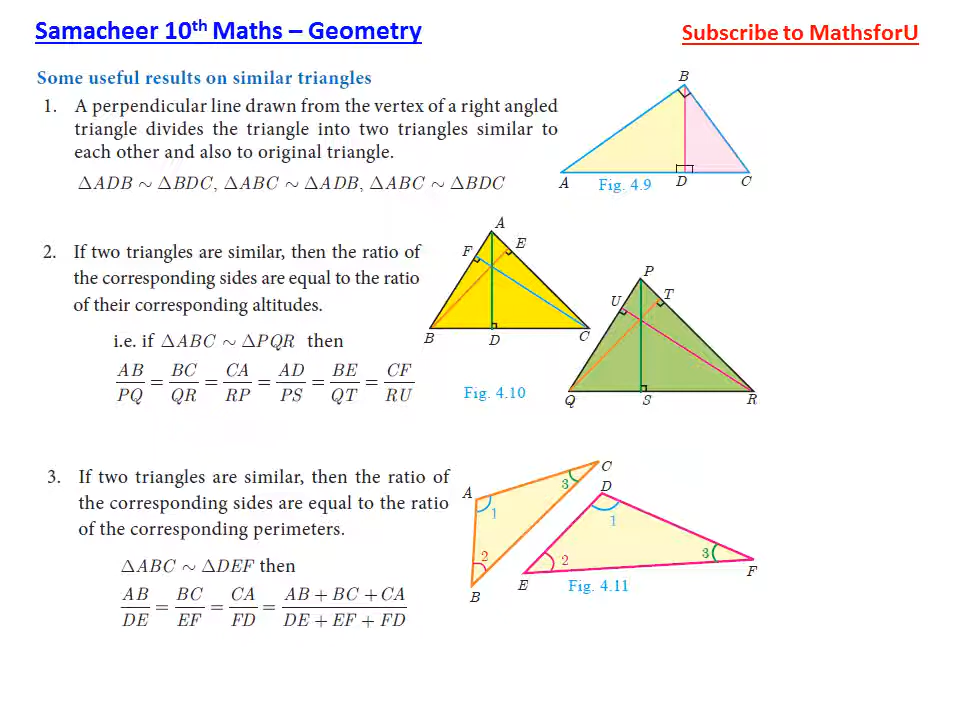 Samacheer 10th Maths – Geometry
Subscribe to MathsforU
Some useful results on similar triangles
1. A perpendicular line drawn from the vertex of a right angled
triangle divides the triangle into two triangles similar to
each other and also to original triangle.
ΔADB ~ ΔBDC, ΔABC ~ ΔADB, ΔABC ~ ΔBDC
B
A
Fig. 4.9
D
C
2. If two triangles are similar, then the ratio of
the corresponding sides are equal to the ratio
of their corresponding altitudes.
i.e. if ΔABC ~ ΔPQR then
AB/PQ = BC/QR = CA/RP = AD/PS = BE/QT = CF/RU
A
F
E
B
D
C
Fig. 4.10
P
U
T
Q
S
R
3. If two triangles are similar, then the ratio of
the corresponding sides are equal to the ratio
of the corresponding perimeters.
ΔABC ~ ΔDEF then
AB/DE = BC/EF = CA/FD = AB + BC + CA/DE + EF + FD
C
3
A
1
2
B
D
1
2
3
E
F
Fig. 4.11